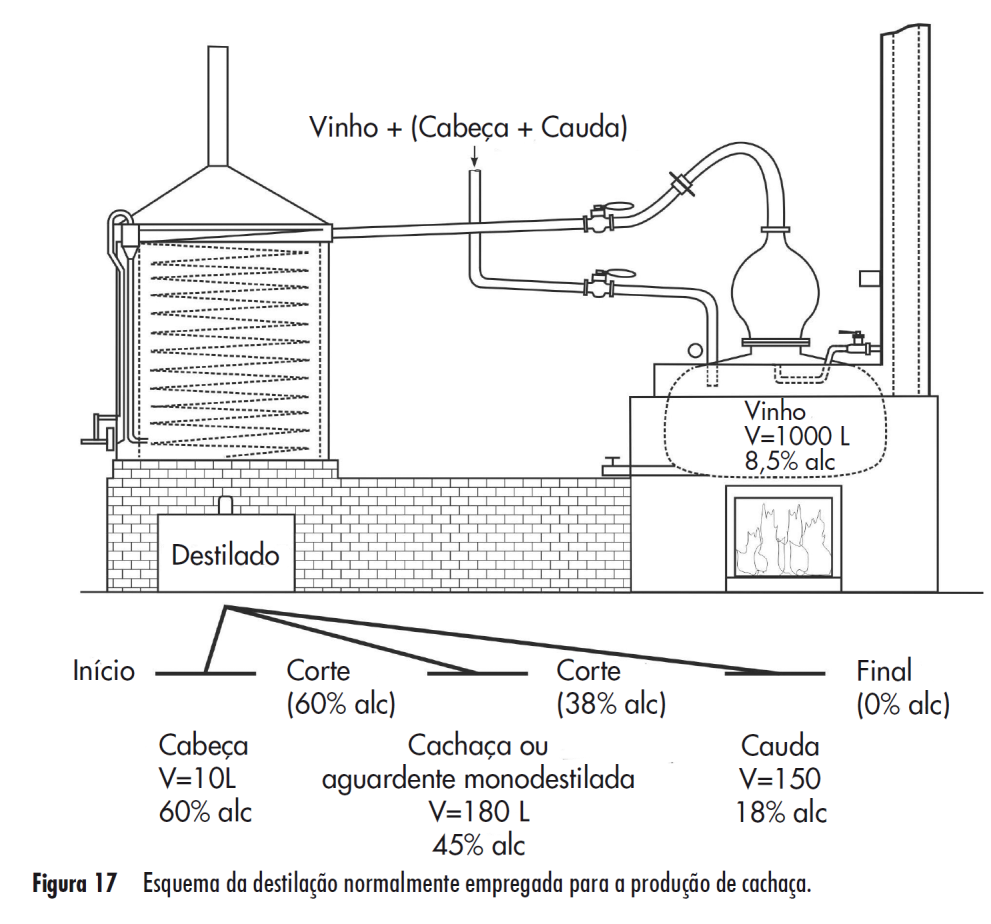 Vinho + (Cabeça + Cauda)
Vinho
V=1000 L
8,5% alc
Destilado
Início
Corte
(60% alc)
Corte
(38% alc)
Final
(0% alc)
Cabeça
V=10L
60% alc
Cachaça ou
aguardente monodestilada
V=180 L
45% alc
Cauda
V=150
18% alc
Figura 17 Esquema da destilação normalmente empregada para a produção de cachaça.